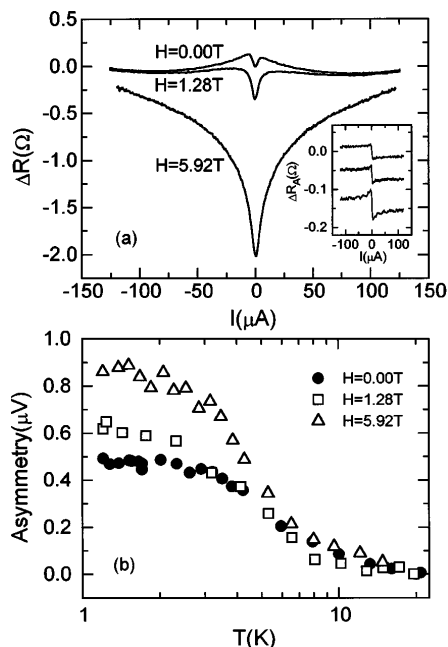 0.5
0.0
-0.5
-1.0
-1.5
-2.0
ΔR(Ω)
H=0.00T
H=1.28T
H=5.92T
(a)
0.0
-0.1
-0.2
ΔR_A(Ω)
-100 0 100
I(μA)
-150 -100 -50 0 50 100 150
I(μA)
1.0
0.8
0.6
0.4
0.2
0.0
Asymmetry(μV)
H=0.00T
H=1.28T
H=5.92T
(b)
1 10
T(K)